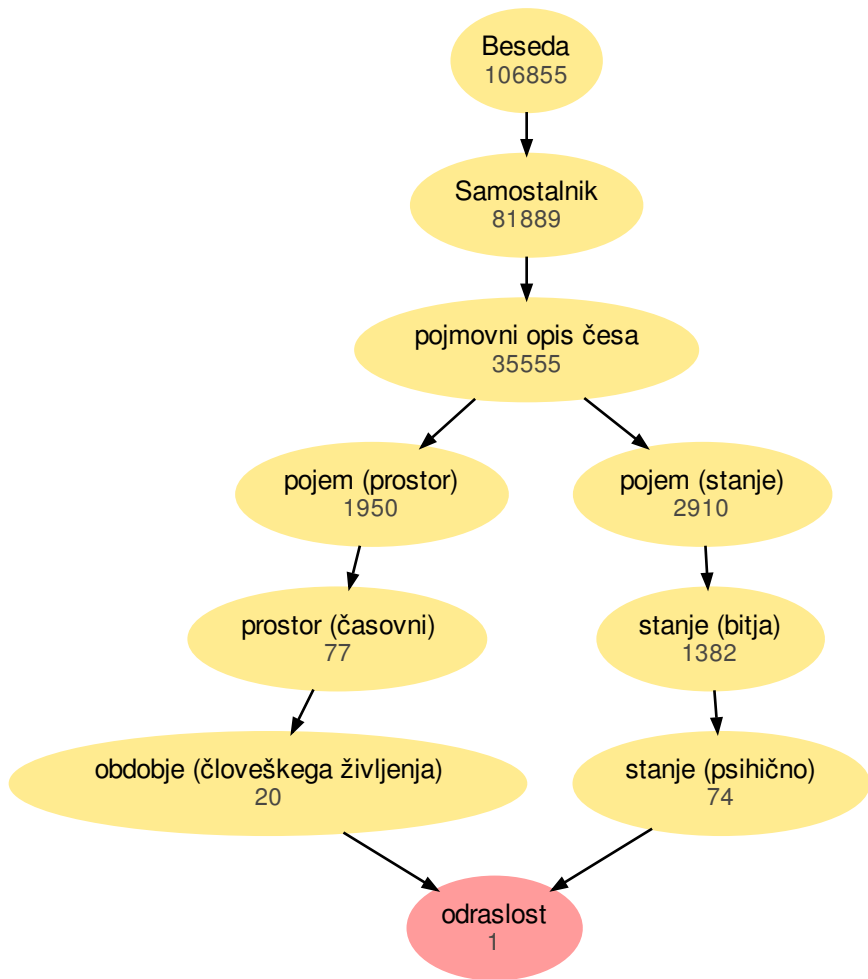 Beseda
106855
Samostalnik
81889
pojmovni opis česa
35555
pojem (prostor)
1950
pojem (stanje)
2910
prostor (časovni)
77
stanje (bitja)
1382
obdobje (človeškega življenja)
20
stanje (psihično)
74
odraslost
1